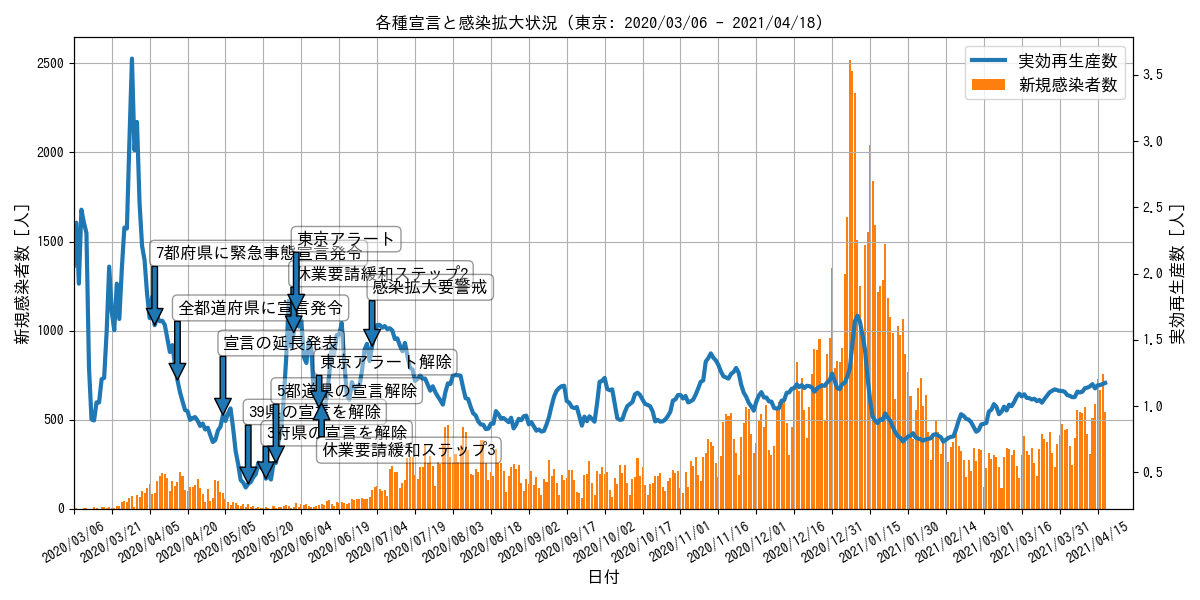 各種宣言と感染拡大状況 (東京: 2020/03/06 - 2021/04/18)
新規感染者数 [人]
2500
2000
1500
1000
500
0
実効再生産数
新規感染者数
東京アラート
7都府県に緊急事態宣言発令
休業要請緩和ステップ2
感染拡大要警戒
全都道府県に宣言発令
宣言の延長発表
東京アラート解除
5都道県の宣言解除
39県の宣言を解除
3府県の宣言を解除
休業要請緩和ステップ3
3.5
3.0
2.5
2.0
1.5
1.0
0.5
実効再生産数 [人]
2020/03/06
2020/03/21
2020/04/05
2020/04/20
2020/05/05
2020/05/20
2020/06/04
2020/06/19
2020/07/04
2020/07/19
2020/08/03
2020/08/18
2020/09/02
2020/09/17
2020/10/02
2020/10/17
2020/11/01
2020/11/16
2020/12/01
2020/12/16
2020/12/31
2021/01/15
2021/01/30
2021/02/14
2021/03/01
2021/03/16
2021/03/31
2021/04/15
日付